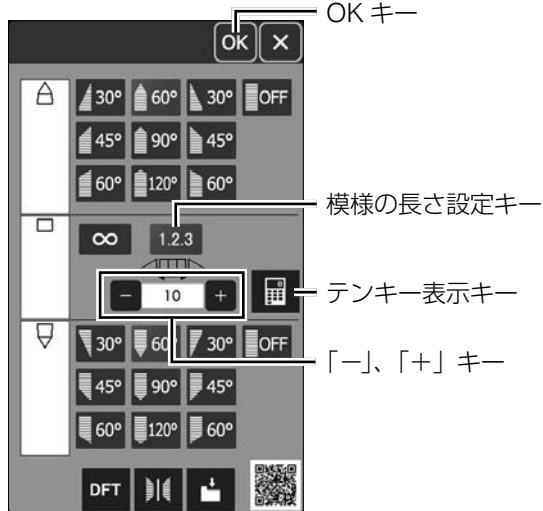 OK キー
OK ×
30° 60° 30° OFF
45° 90° 45°
60° 120° 60°
模様の長さ設定キー
∞ 1.2.3
− 10 +
テンキー表示キー
「−」、「+」キー
30° 60° 30° OFF
45° 90° 45°
60° 120° 60°
DFT